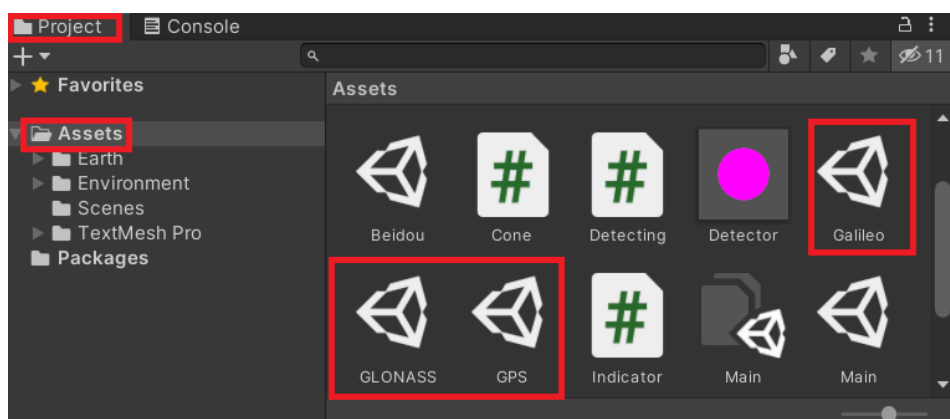 Project Console
11
Favorites
Assets
Assets
Earth
Environment
Scenes
TextMesh Pro
Packages
Beidou Cone Detecting Detector Galileo
GLONASS GPS Indicator Main Main